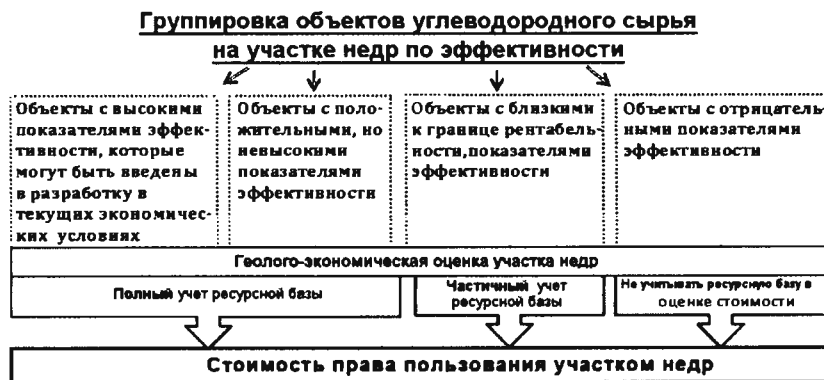 Группировка объектов углеводородного сырья
на участке недр по эффективности
Объекты с высокими
показателями эффек-
тивности, которые
могут быть введены
в разработку в
текущих экономичес-
ких условиях
Объекты с поло-
жительными, но
невысокими
показателями
эффективности
Объекты с близкими
к границе рентабель-
ности,показателями
эффективности
Объекты с отрицатель-
ными показателями
эффективности
Геолого-экономическая оценка участка недр
Полный учет ресурсной базы
Частичный учет
ресурсной базы
Не учитывать ресурсную базу в
оценке стоимости
Стоимость права пользования участком недр